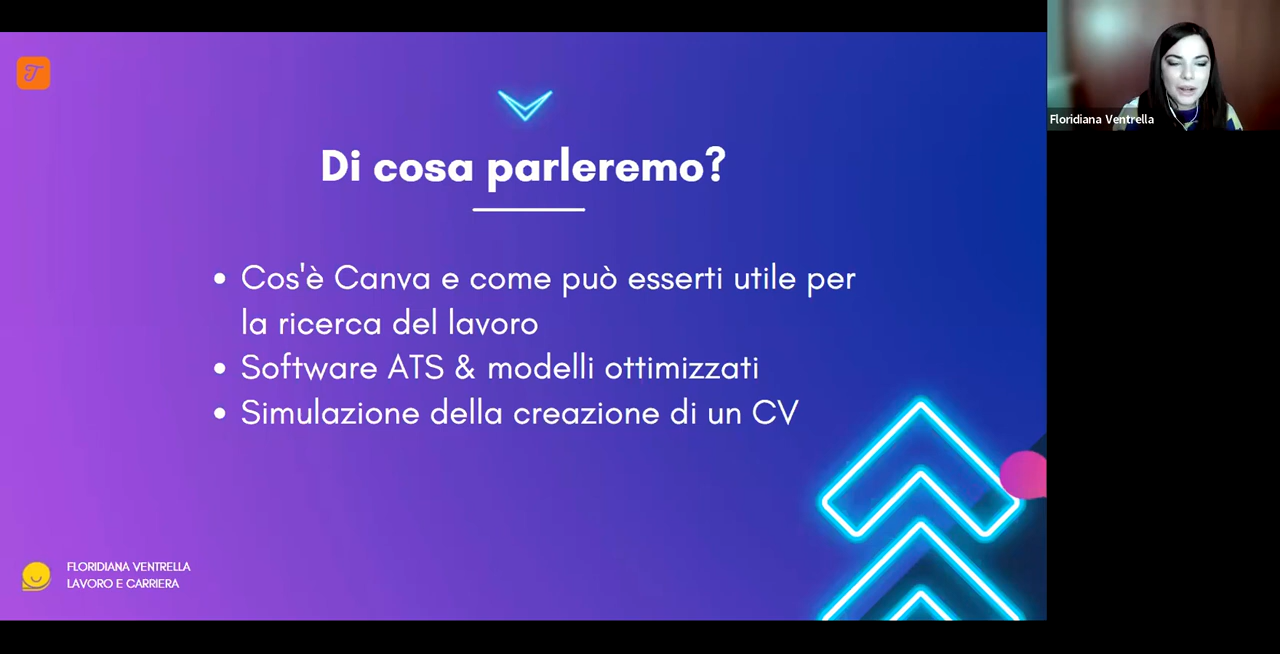 Di cosa parleremo?
Cos'è Canva e come può esserti utile per
la ricerca del lavoro
Software ATS & modelli ottimizzati
Simulazione della creazione di un CV
FLORIDIANA VENTRELLA
LAVORO E CARRIERA
Floridiana Ventrella